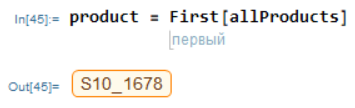 In[45]:= product = First[allProducts]
первый
Out[45]= S10_1678